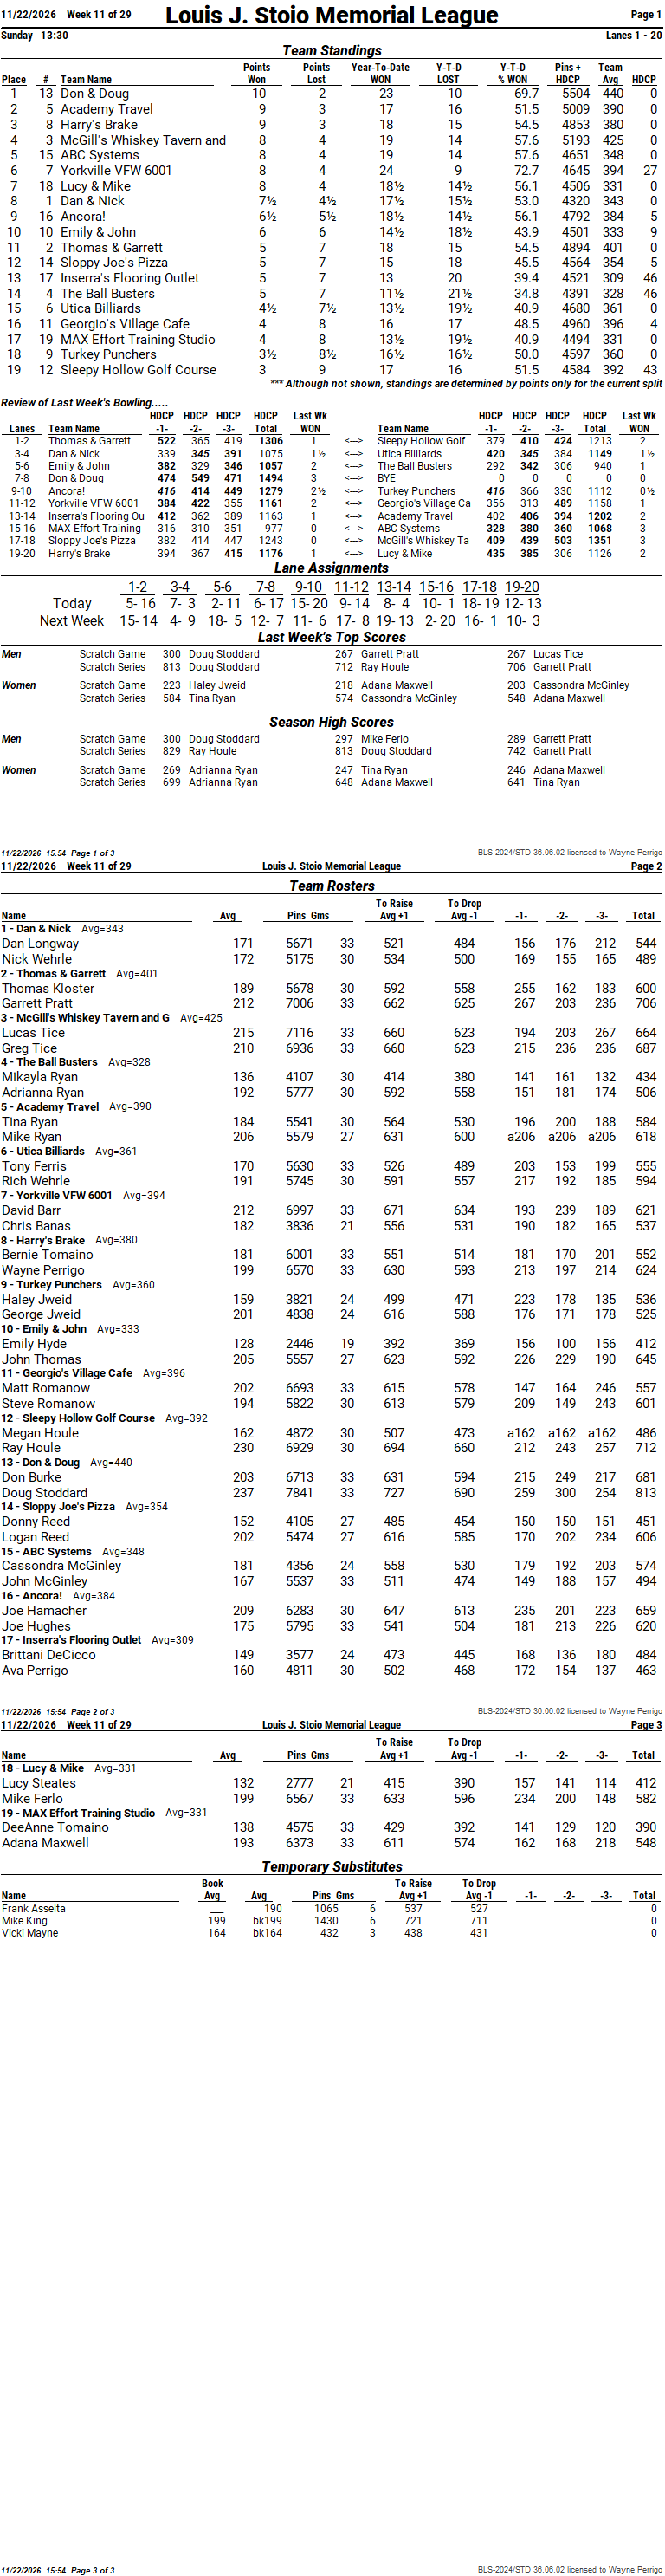 11/22/2026 Week 11 of 29 Louis J. Stoio Memorial League Page 1
Sunday 13:30 Lanes 1 - 20
Team Standings
Points Points Year-To-Date Y-T-D Y-T-D Pins + Team
Place # Team Name Won Lost WON LOST % WON HDCP Avg HDCP
1 13 Don & Doug 10 2 23 10 69.7 5504 440 0
2 5 Academy Travel 9 3 17 16 51.5 5009 390 0
3 8 Harry's Brake 9 3 18 15 54.5 4853 380 0
4 3 McGill's Whiskey Tavern and 8 4 19 14 57.6 5193 425 0
5 15 ABC Systems 8 4 19 14 57.6 4651 348 0
6 7 Yorkville VFW 6001 8 4 24 9 72.7 4645 394 27
7 18 Lucy & Mike 8 4 18½ 14½ 56.1 4506 331 0
8 1 Dan & Nick 7½ 4½ 17½ 15½ 53.0 4320 343 0
9 16 Ancora! 6½ 5½ 18½ 14½ 56.1 4792 384 5
10 10 Emily & John 6 6 14½ 18½ 43.9 4501 333 9
11 2 Thomas & Garrett 5 7 18 15 54.5 4894 401 0
12 14 Sloppy Joe's Pizza 5 7 15 18 45.5 4564 354 5
13 17 Inserra's Flooring Outlet 5 7 13 20 39.4 4521 309 46
14 4 The Ball Busters 5 7 11½ 21½ 34.8 4391 328 46
15 6 Utica Billiards 4½ 7½ 13½ 19½ 40.9 4680 361 0
16 11 Georgio's Village Cafe 4 8 16 17 48.5 4960 396 4
17 19 MAX Effort Training Studio 4 8 13½ 19½ 40.9 4494 331 0
18 9 Turkey Punchers 3½ 8½ 16½ 16½ 50.0 4597 360 0
19 12 Sleepy Hollow Golf Course 3 9 17 16 51.5 4584 392 43
*** Although not shown, standings are determined by points only for the current split
Review of Last Week's Bowling.....
HDCP HDCP HDCP HDCP Last Wk HDCP HDCP HDCP HDCP Last Wk
Lanes Team Name -1- -2- -3- Total WON Team Name -1- -2- -3- Total WON
1-2 Thomas & Garrett 522 365 419 1306 1 <---> Sleepy Hollow Golf 379 410 424 1213 2
3-4 Dan & Nick 339 345 391 1075 1½ <---> Utica Billiards 420 345 384 1149 1½
5-6 Emily & John 382 329 346 1057 2 <---> The Ball Busters 292 342 306 940 1
7-8 Don & Doug 474 549 471 1494 3 <---> BYE 0 0 0 0 0
9-10 Ancora! 416 414 449 1279 2½ <---> Turkey Punchers 416 366 330 1112 0½
11-12 Yorkville VFW 6001 384 422 355 1161 2 <---> Georgio's Village Ca 356 313 489 1158 1
13-14 Inserra's Flooring Ou 412 362 389 1163 1 <---> Academy Travel 402 406 394 1202 2
15-16 MAX Effort Training 316 310 351 977 0 <---> ABC Systems 328 380 360 1068 3
17-18 Sloppy Joe's Pizza 382 414 447 1243 0 <---> McGill's Whiskey Ta 409 439 503 1351 3
19-20 Harry's Brake 394 367 415 1176 1 <---> Lucy & Mike 435 385 306 1126 2
Lane Assignments
1-2 3-4 5-6 7-8 9-10 11-12 13-14 15-16 17-18 19-20
Today 5- 16 7- 3 2- 11 6- 17 15- 20 9- 14 8- 4 10- 1 18- 19 12- 13
Next Week 15- 14 4- 9 18- 5 12- 7 11- 6 17- 8 19- 13 2- 20 16- 1 10- 3
Last Week's Top Scores
Men Scratch Game 300 Doug Stoddard 267 Garrett Pratt 267 Lucas Tice
Scratch Series 813 Doug Stoddard 712 Ray Houle 706 Garrett Pratt
Women Scratch Game 223 Haley Jweid 218 Adana Maxwell 203 Cassondra McGinley
Scratch Series 584 Tina Ryan 574 Cassondra McGinley 548 Adana Maxwell
Season High Scores
Men Scratch Game 300 Doug Stoddard 297 Mike Ferlo 289 Garrett Pratt
Scratch Series 829 Ray Houle 813 Doug Stoddard 742 Garrett Pratt
Women Scratch Game 269 Adrianna Ryan 247 Tina Ryan 246 Adana Maxwell
Scratch Series 699 Adrianna Ryan 648 Adana Maxwell 641 Tina Ryan
11/22/2026 15:54 Page 1 of 3 BLS-2024/STD 36.06.02 licensed to Wayne Perrigo
11/22/2026 Week 11 of 29 Louis J. Stoio Memorial League Page 2
Team Rosters
To Raise To Drop
Name Avg Pins Gms Avg +1 Avg -1 -1- -2- -3- Total
1 - Dan & Nick Avg=343
Dan Longway 171 5671 33 521 484 156 176 212 544
Nick Wehrle 172 5175 30 534 500 169 155 165 489
2 - Thomas & Garrett Avg=401
Thomas Kloster 189 5678 30 592 558 255 162 183 600
Garrett Pratt 212 7006 33 662 625 267 203 236 706
3 - McGill's Whiskey Tavern and G Avg=425
Lucas Tice 215 7116 33 660 623 194 203 267 664
Greg Tice 210 6936 33 660 623 215 236 236 687
4 - The Ball Busters Avg=328
Mikayla Ryan 136 4107 30 414 380 141 161 132 434
Adrianna Ryan 192 5777 30 592 558 151 181 174 506
5 - Academy Travel Avg=390
Tina Ryan 184 5541 30 564 530 196 200 188 584
Mike Ryan 206 5579 27 631 600 a206 a206 a206 618
6 - Utica Billiards Avg=361
Tony Ferris 170 5630 33 526 489 203 153 199 555
Rich Wehrle 191 5745 30 591 557 217 192 185 594
7 - Yorkville VFW 6001 Avg=394
David Barr 212 6997 33 671 634 193 239 189 621
Chris Banas 182 3836 21 556 531 190 182 165 537
8 - Harry's Brake Avg=380
Bernie Tomaino 181 6001 33 551 514 181 170 201 552
Wayne Perrigo 199 6570 33 630 593 213 197 214 624
9 - Turkey Punchers Avg=360
Haley Jweid 159 3821 24 499 471 223 178 135 536
George Jweid 201 4838 24 616 588 176 171 178 525
10 - Emily & John Avg=333
Emily Hyde 128 2446 19 392 369 156 100 156 412
John Thomas 205 5557 27 623 592 226 229 190 645
11 - Georgio's Village Cafe Avg=396
Matt Romanow 202 6693 33 615 578 147 164 246 557
Steve Romanow 194 5822 30 613 579 209 149 243 601
12 - Sleepy Hollow Golf Course Avg=392
Megan Houle 162 4872 30 507 473 a162 a162 a162 486
Ray Houle 230 6929 30 694 660 212 243 257 712
13 - Don & Doug Avg=440
Don Burke 203 6713 33 631 594 215 249 217 681
Doug Stoddard 237 7841 33 727 690 259 300 254 813
14 - Sloppy Joe's Pizza Avg=354
Donny Reed 152 4105 27 485 454 150 150 151 451
Logan Reed 202 5474 27 616 585 170 202 234 606
15 - ABC Systems Avg=348
Cassondra McGinley 181 4356 24 558 530 179 192 203 574
John McGinley 167 5537 33 511 474 149 188 157 494
16 - Ancora! Avg=384
Joe Hamacher 209 6283 30 647 613 235 201 223 659
Joe Hughes 175 5795 33 541 504 181 213 226 620
17 - Inserra's Flooring Outlet Avg=309
Brittani DeCicco 149 3577 24 473 445 168 136 180 484
Ava Perrigo 160 4811 30 502 468 172 154 137 463
11/22/2026 15:54 Page 2 of 3 BLS-2024/STD 36.06.02 licensed to Wayne Perrigo
11/22/2026 Week 11 of 29 Louis J. Stoio Memorial League Page 3
To Raise To Drop
Name Avg Pins Gms Avg +1 Avg -1 -1- -2- -3- Total
18 - Lucy & Mike Avg=331
Lucy Steates 132 2777 21 415 390 157 141 114 412
Mike Ferlo 199 6567 33 633 596 234 200 148 582
19 - MAX Effort Training Studio Avg=331
DeeAnne Tomaino 138 4575 33 429 392 141 129 120 390
Adana Maxwell 193 6373 33 611 574 162 168 218 548
Temporary Substitutes
Book To Raise To Drop
Name Avg Avg Pins Gms Avg +1 Avg -1 -1- -2- -3- Total
Frank Asselta __ 190 1065 6 537 527 0
Mike King 199 bk199 1430 6 721 711 0
Vicki Mayne 164 bk164 432 3 438 431 0
11/22/2026 15:54 Page 3 of 3 BLS-2024/STD 36.06.02 licensed to Wayne Perrigo